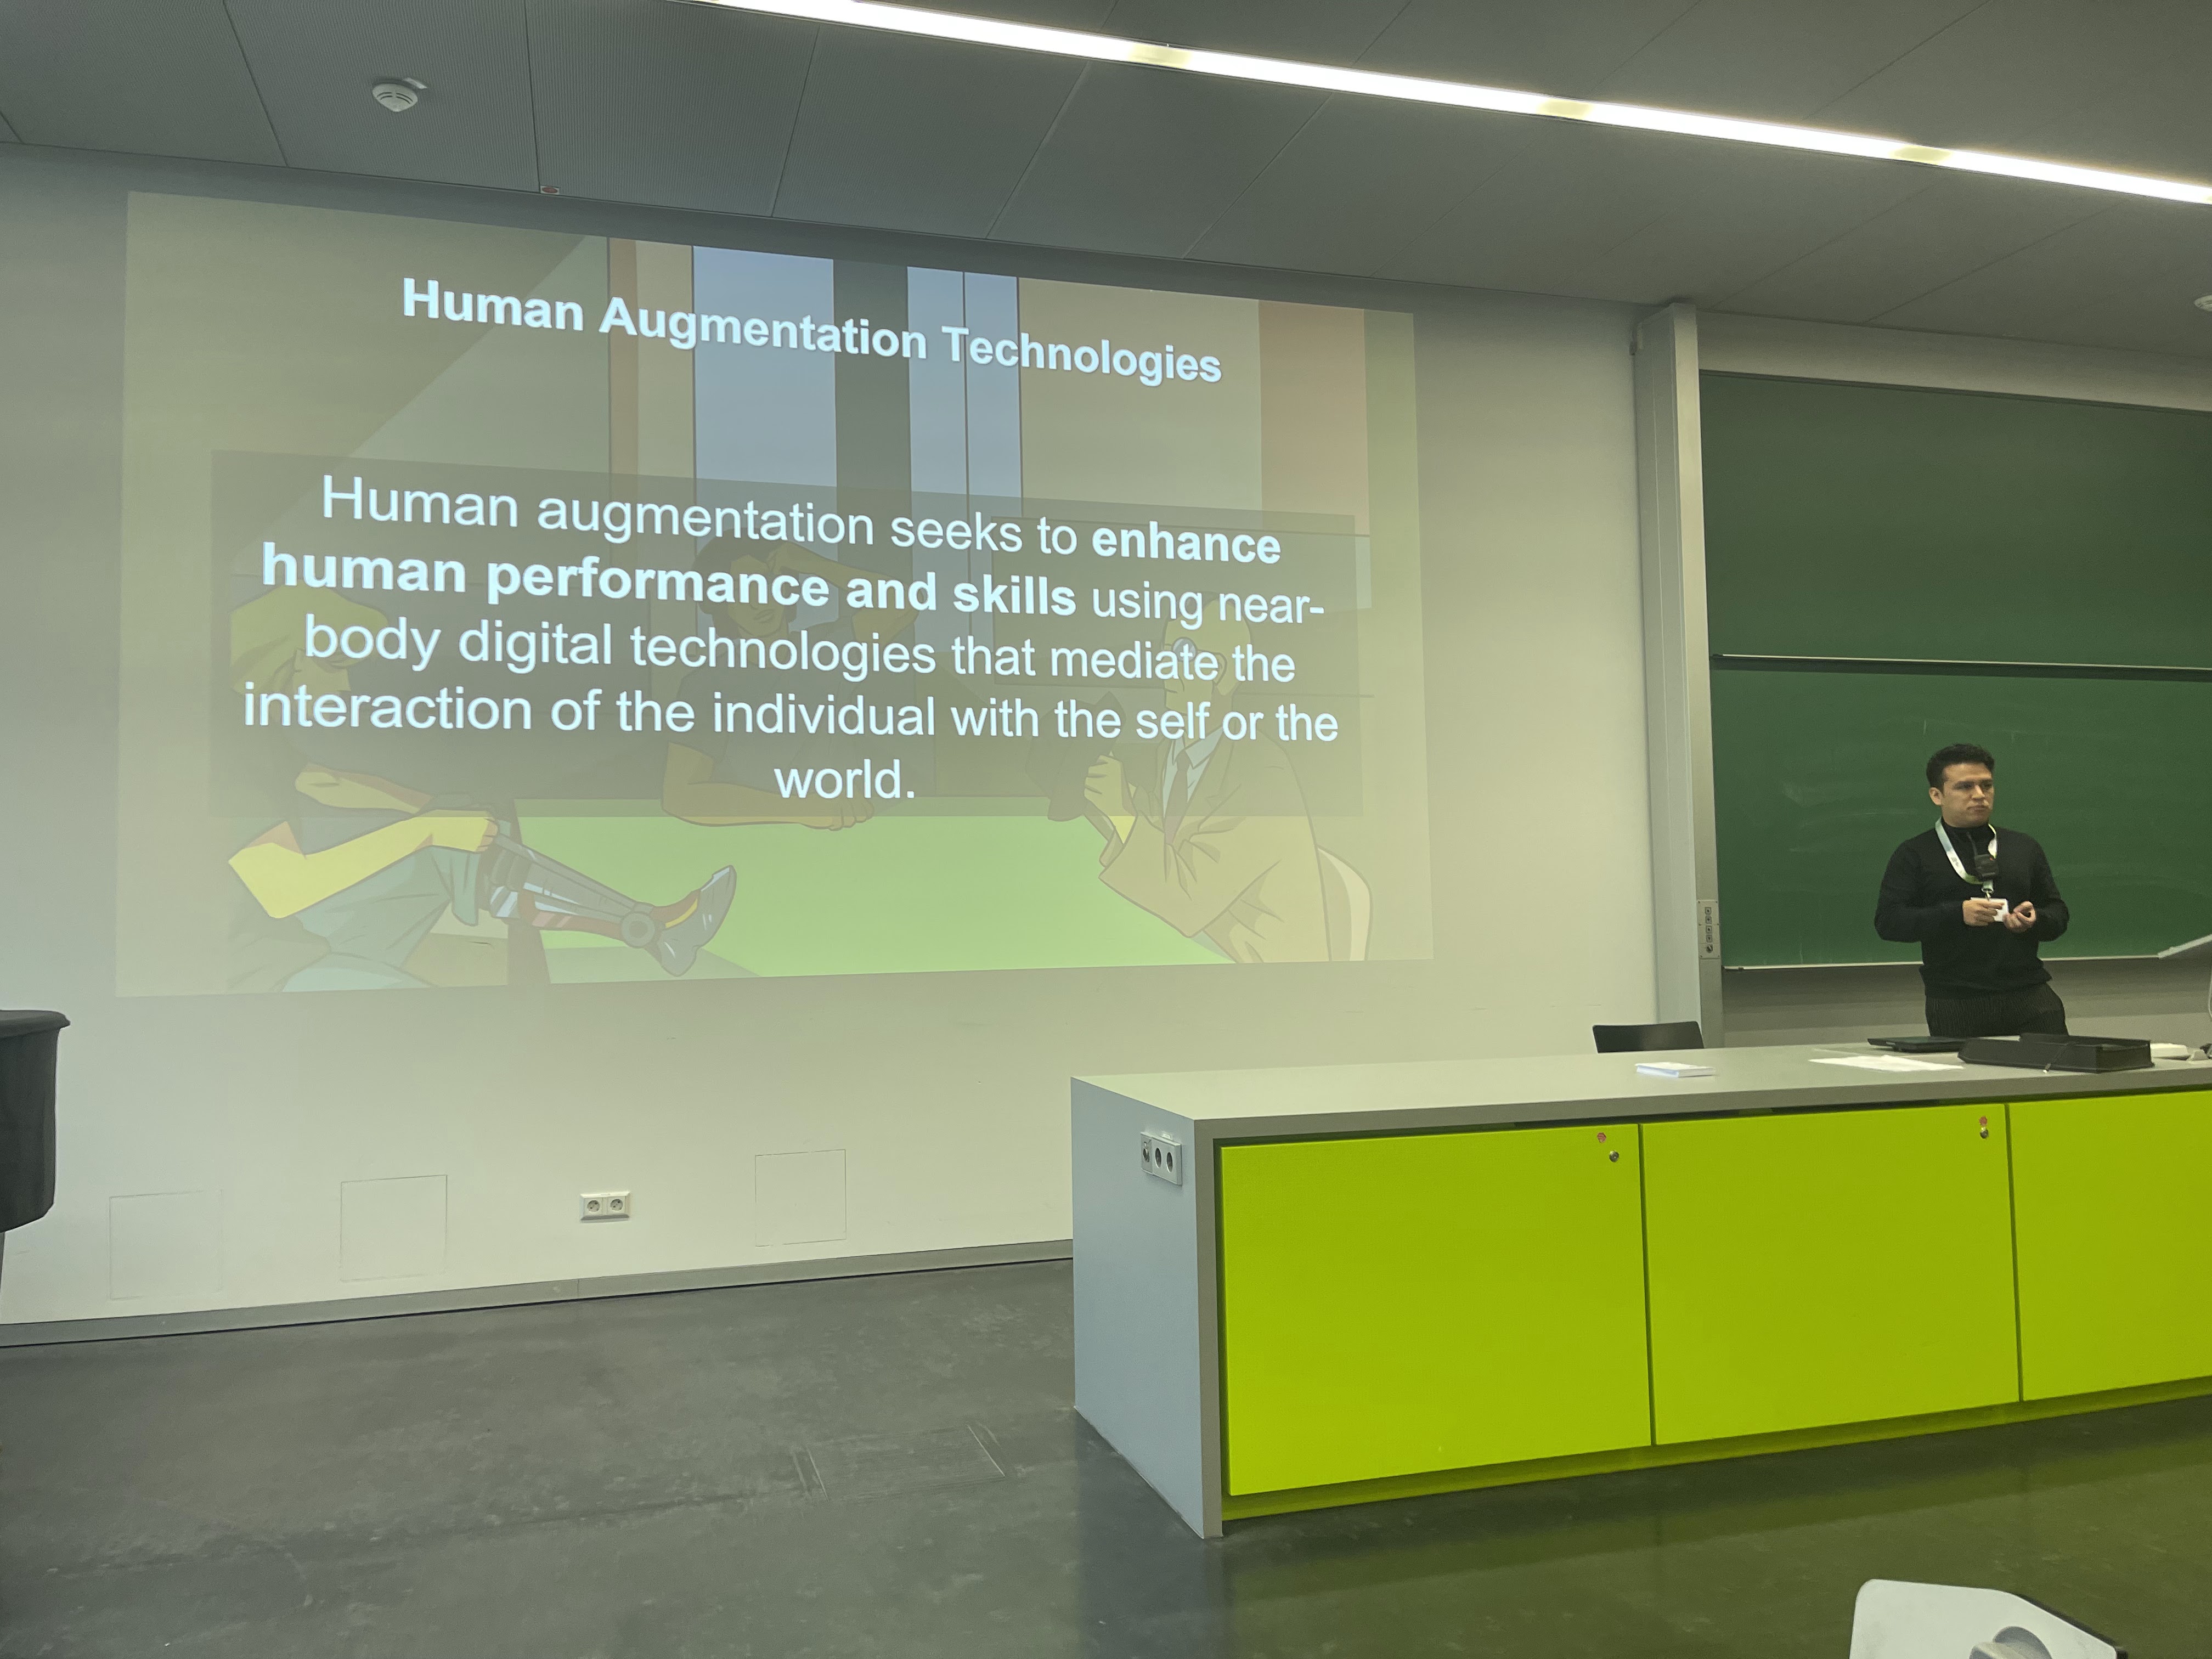 Human Augmentation Technologies
Human augmentation seeks to enhance
human performance and skills using near-
body digital technologies that mediate the
interaction of the individual with the self or the
world.